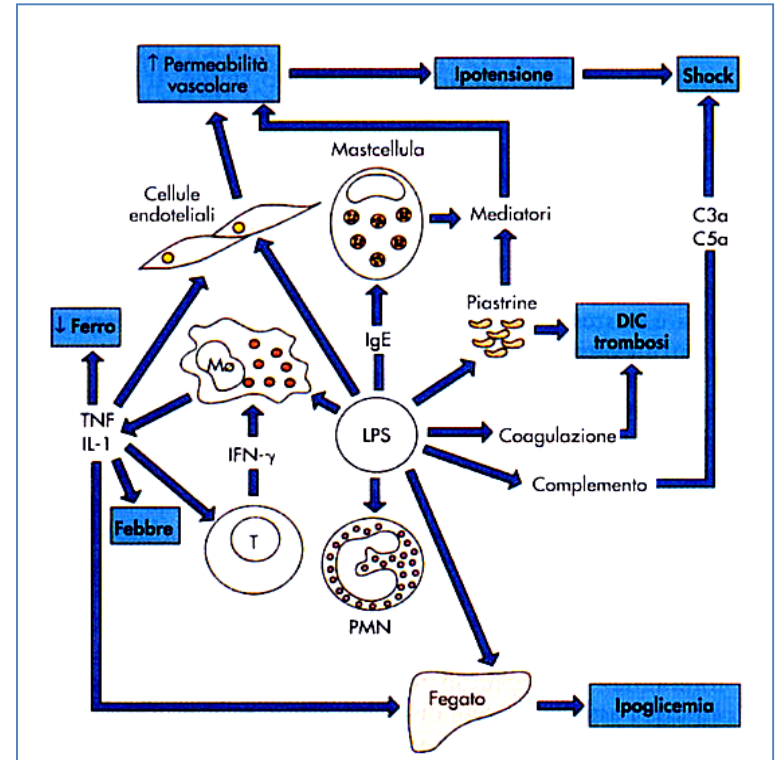 ↑ Permeabilità
vascolare
Ipotensione
Shock
Mastcellula
Cellule
endoteliali
Mediatori
C3a
C5a
Piastrine
↓ Ferro
DIC
trombosi
IgE
Mø
TNF
IL-1
LPS
Coagulazione
IFN-γ
Complemento
Febbre
T
PMN
Fegato
Ipoglicemia